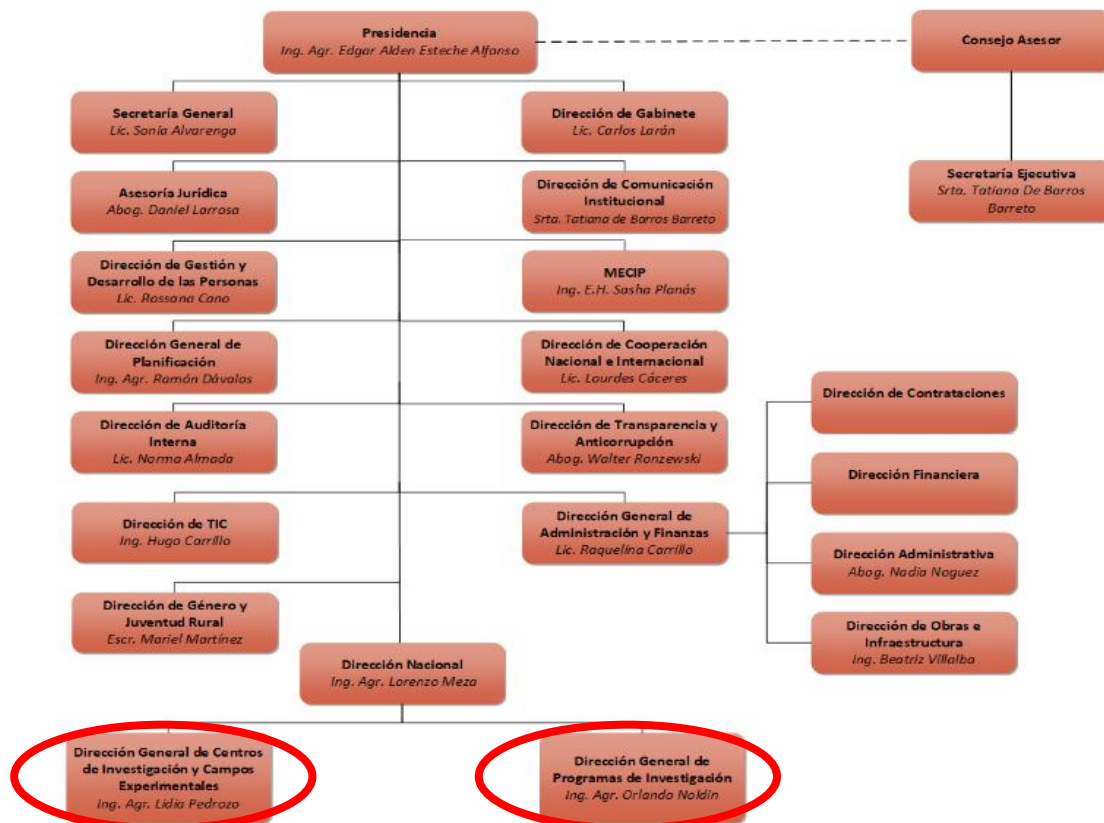 Presidencia
Ing. Agr. Edgar Alden Esteche Alfonso
Consejo Asesor
Secretaría General
Lic. Sonia Alvarenga
Dirección de Gabinete
Lic. Carlos Larán
Asesoría Jurídica
Abog. Daniel Larrosa
Dirección de Comunicación
Institucional
Srta. Tatiana de Barros Barreto
Secretaría Ejecutiva
Srta. Tatiana De Barros
Barreto
Dirección de Gestión y
Desarrollo de las Personas
Lic. Rossana Cano
MECIP
Ing. E.H. Sasha Planás
Dirección General de
Planificación
Ing. Agr. Ramón Dávalos
Dirección de Cooperación
Nacional e Internacional
Lic. Lourdes Cáceres
Dirección de Auditoría
Interna
Lic. Norma Almada
Dirección de Transparencia y
Anticorrupción
Abog. Walter Ronzewski
Dirección de Contrataciones
Dirección Financiera
Dirección de TIC
Ing. Hugo Carrillo
Dirección General de
Administración y Finanzas
Lic. Raquelina Carrillo
Dirección Administrativa
Abog. Nadia Noguez
Dirección de Género y
Juventud Rural
Escr. Mariel Martínez
Dirección de Obras e
Infraestructura
Ing. Beatriz Villalba
Dirección Nacional
Ing. Agr. Lorenzo Meza
Dirección General de Centros
de Investigación y Campos
Experimentales
Ing. Agr. Lidia Pedrozo
Dirección General de
Programas de Investigación
Ing. Agr. Orlando Noldin